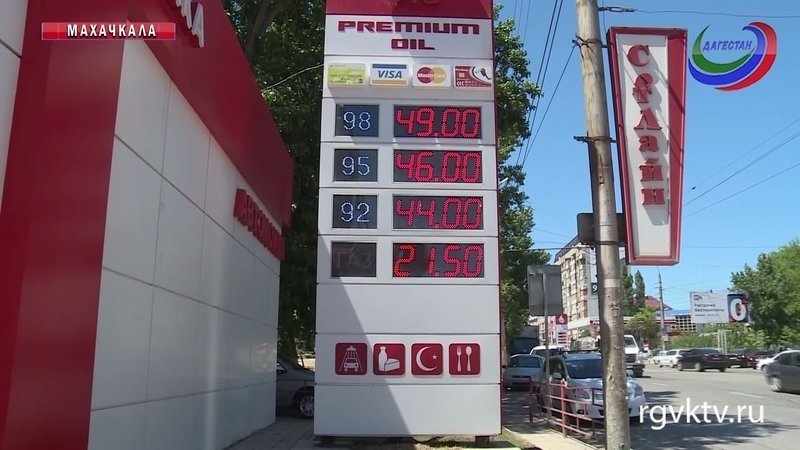 МАХАЧКАЛА
ДАГЕСТАН
PREMIUM
OIL
VISA
MasterCard
98 49.00
95 46.00
92 44.00
ГАЗ 21.50
СОЛАйН
rgvktv.ru